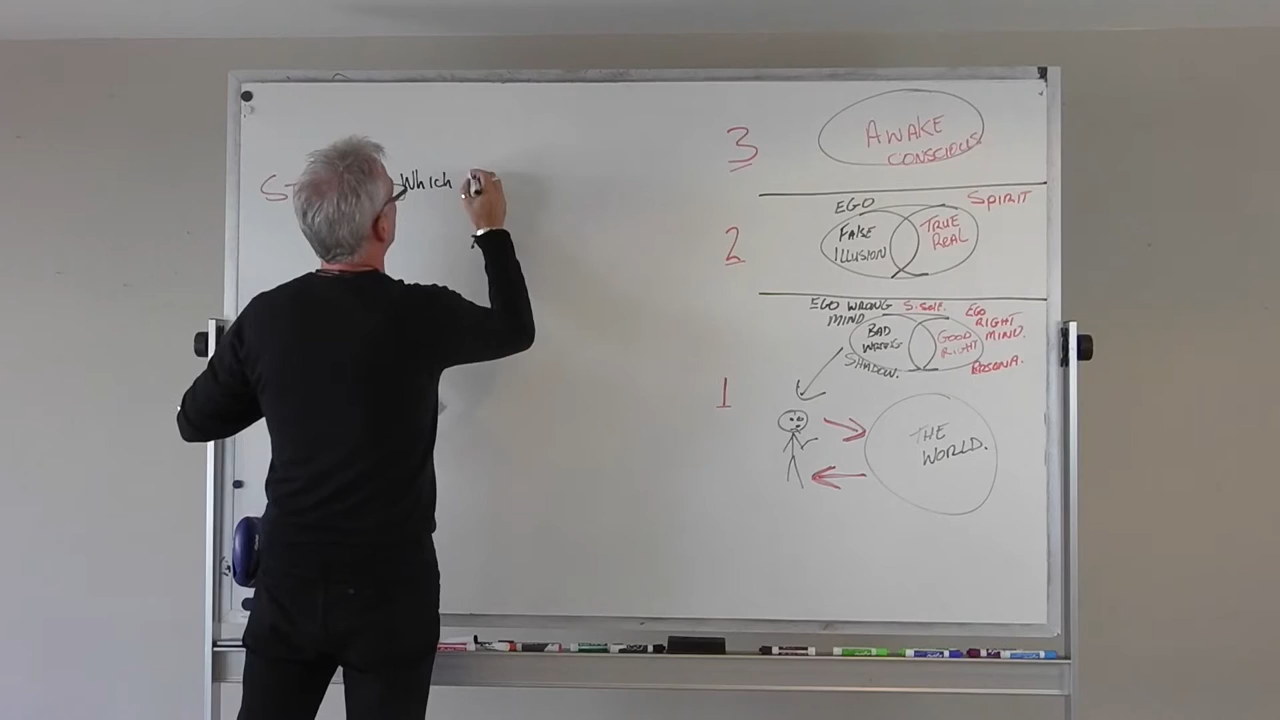 Which
3
AWAKE
CONSCIOUS.
EGO
SPIRIT
2
FALSE
ILLUSION
TRUE
REAL
EGO WRONG
MIND
EGO
RIGHT
MIND.
BAD
WRONG
GOOD
RIGHT
SHADOW.
PERSONA.
1
THE
WORLD.